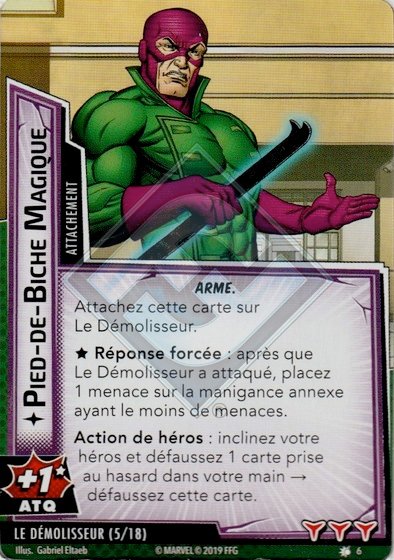 PIED-DE-BICHE MAGIQUE
ATTACHEMENT
ARME.
Attachez cette carte sur
Le Démolisseur.
★ Réponse forcée : après que
Le Démolisseur a attaqué, placez
1 menace sur la manigance annexe
ayant le moins de menaces.
Action de héros : inclinez votre
héros et défaussez 1 carte prise
au hasard dans votre main →
défaussez cette carte.
+1★
ATQ
LE DÉMOLISSEUR (5/18)
Illus. Gabriel Eltaeb
© MARVEL © 2019 FFG
6